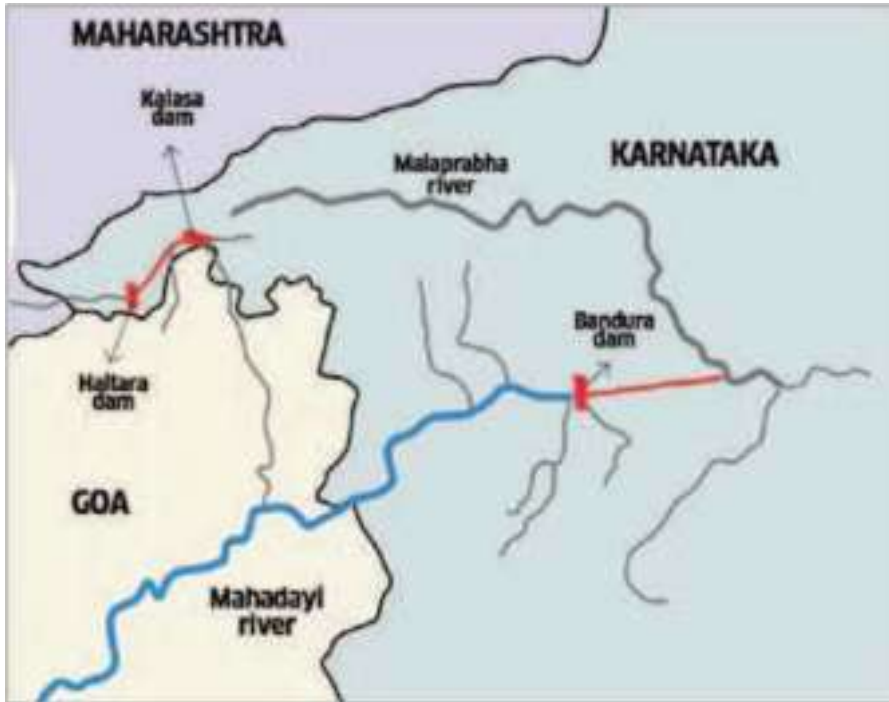 MAHARASHTRA
Kalasa
dam
Malaprabha
river
KARNATAKA
Bandura
dam
Haltara
dam
GOA
Mahadayi
river